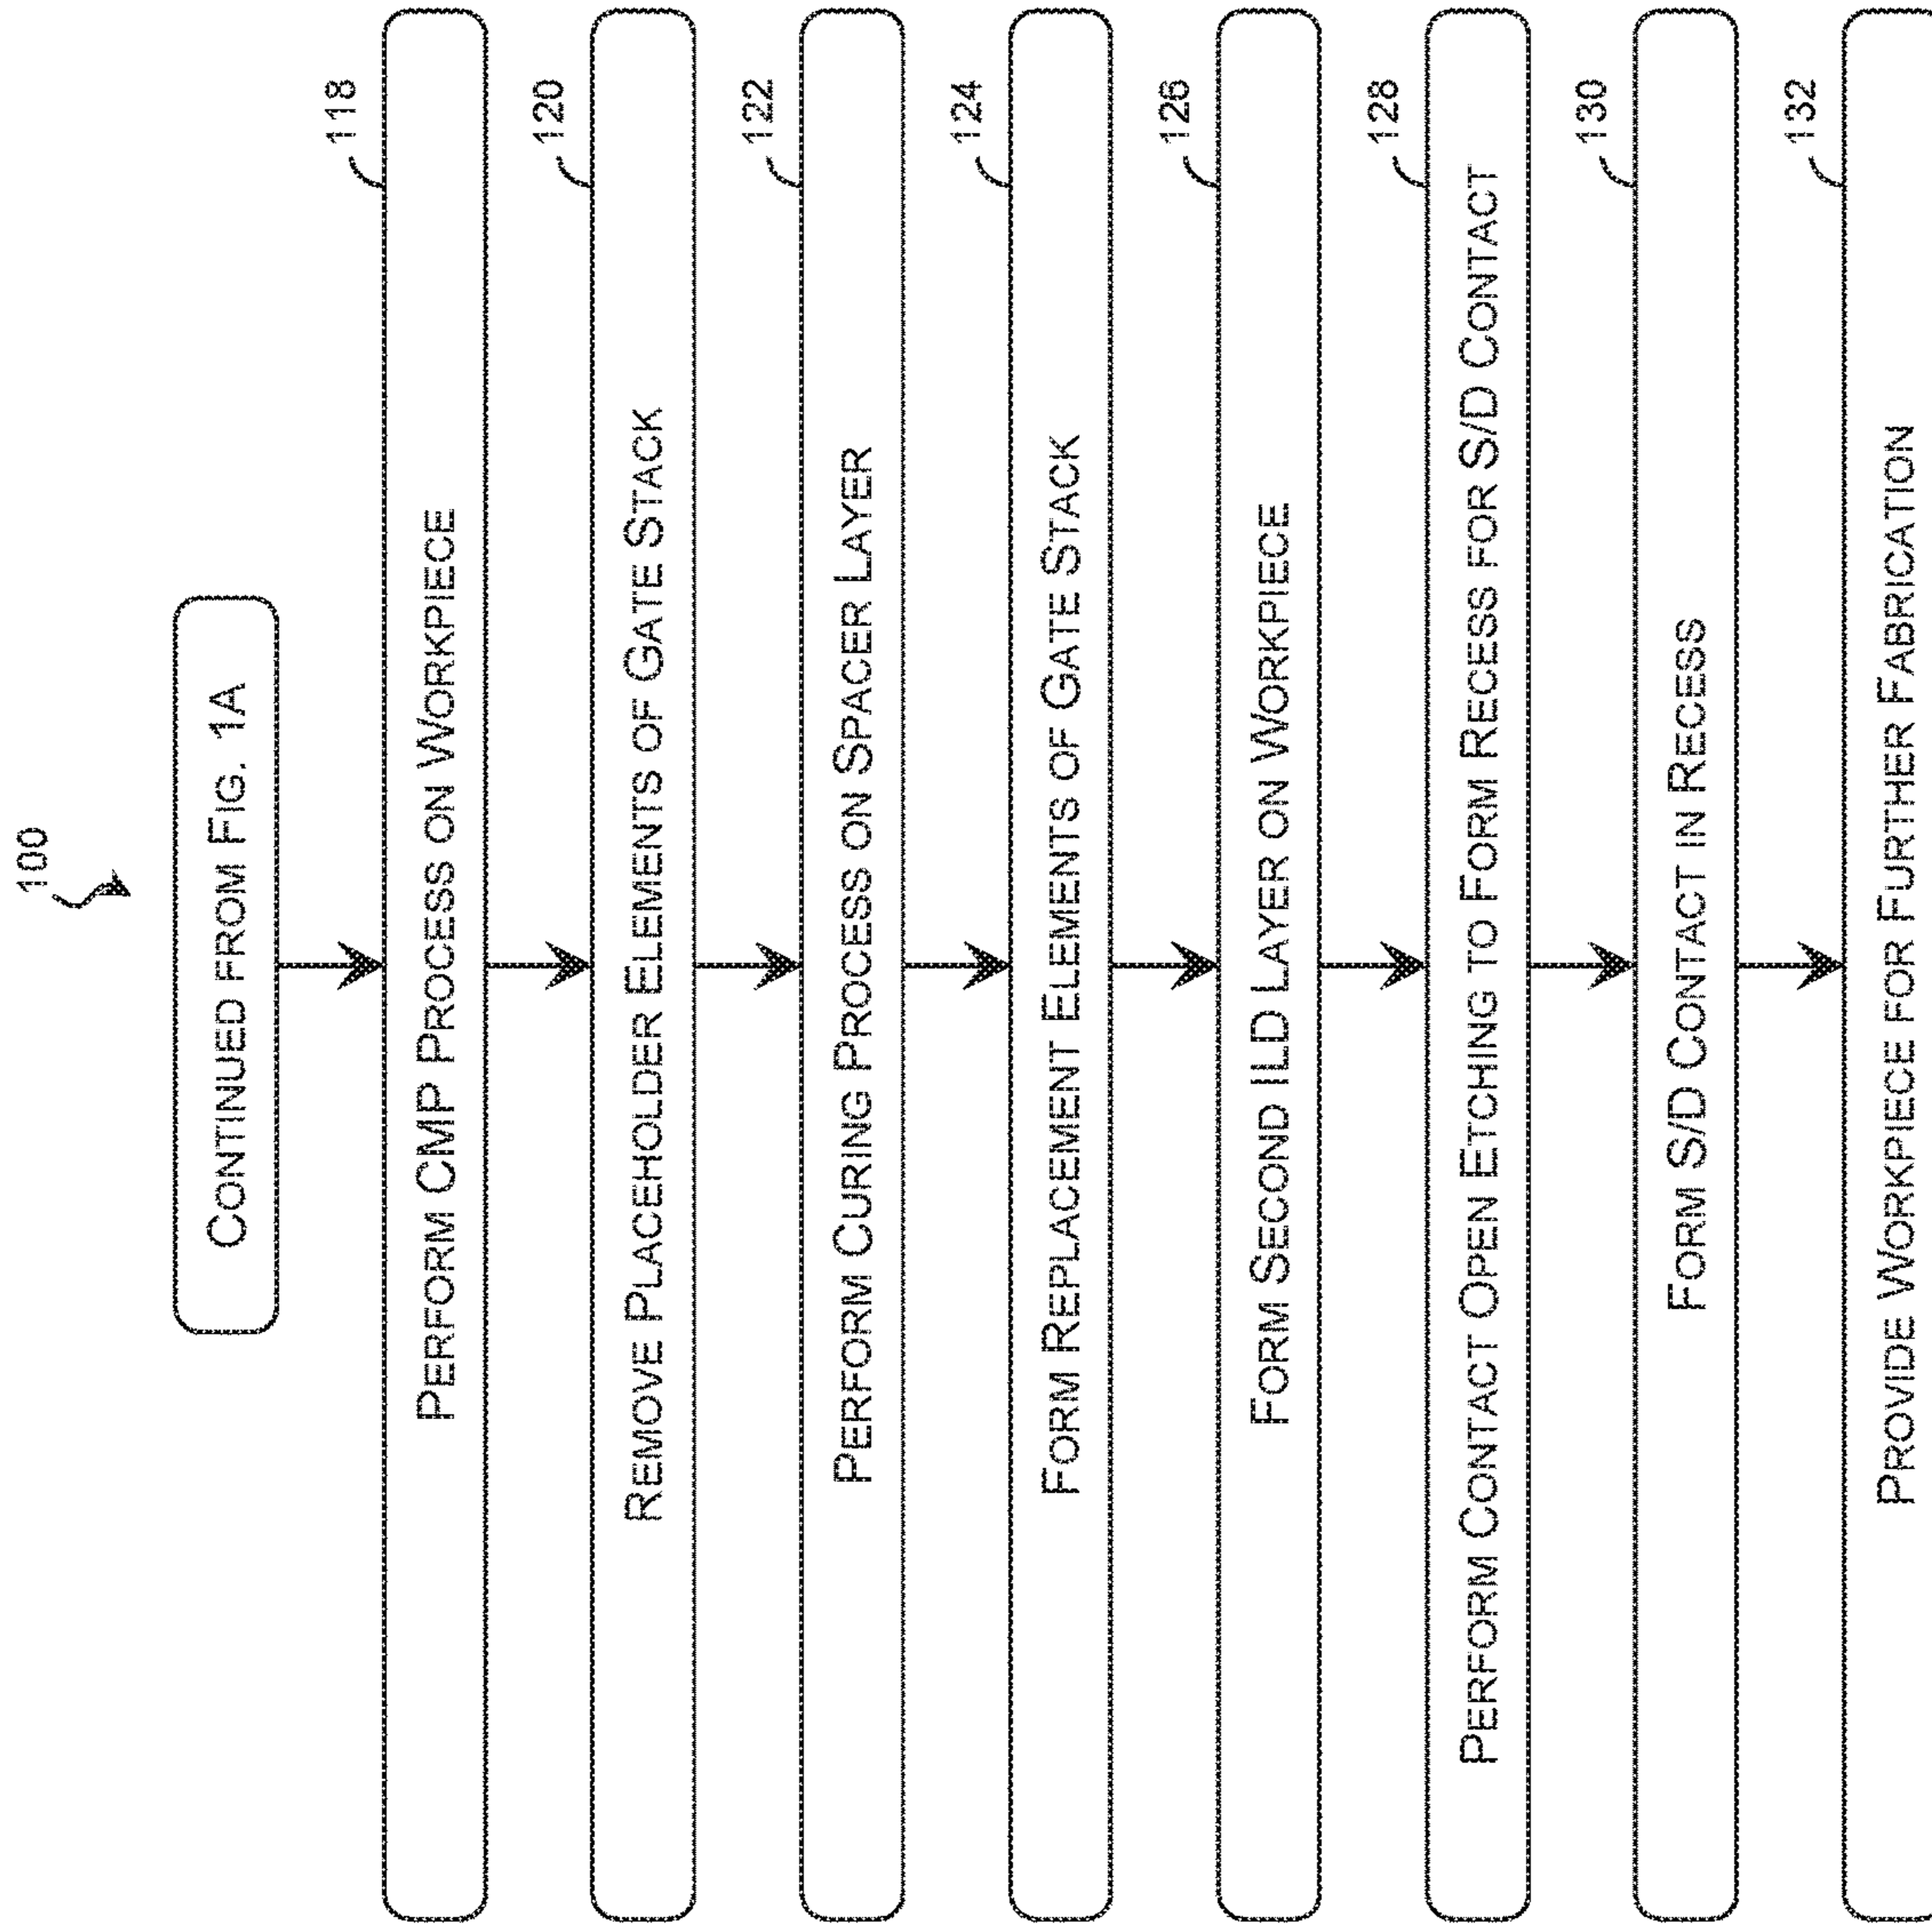 100
CONTINUED FROM FIG. 1A
118
PERFORM CMP PROCESS ON WORKPIECE
120
REMOVE PLACEHOLDER ELEMENTS OF GATE STACK
122
PERFORM CURING PROCESS ON SPACER LAYER
124
FORM REPLACEMENT ELEMENTS OF GATE STACK
126
FORM SECOND ILD LAYER ON WORKPIECE
128
PERFORM CONTACT OPEN ETCHING TO FORM RECESS FOR S/D CONTACT
130
FORM S/D CONTACT IN RECESS
132
PROVIDE WORKPIECE FOR FURTHER FABRICATION